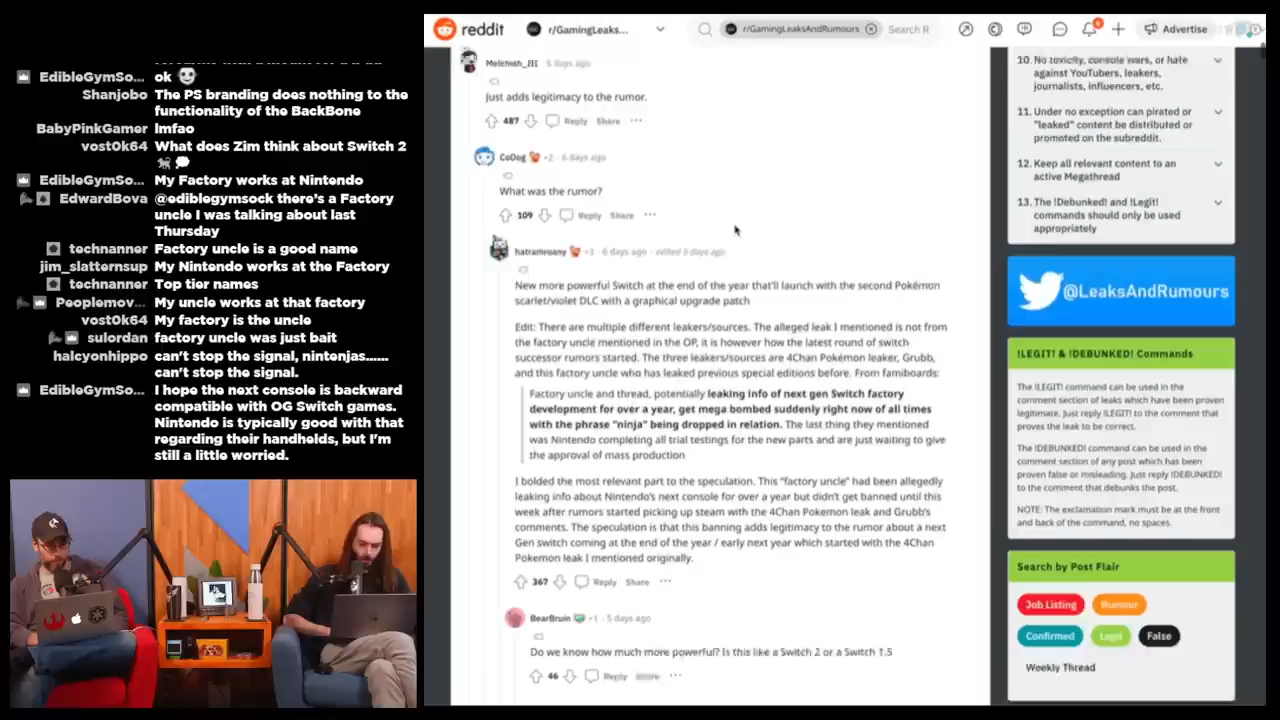 EdibleGymSo... ok
Shanjobo The PS branding does nothing to the
functionality of the BackBone
BabyPinkGamer lmfao
vost0k64 What does Zim think about Switch 2
EdibleGymSo... My Factory works at Nintendo
EdwardBova @ediblegymsock there's a Factory
uncle I was talking about last
Thursday
technanner Factory uncle is a good name
jim_slatternsup My Nintendo works at the Factory
technanner Top tier names
Peoplemov... My uncle works at that factory
vost0k64 My factory is the uncle
sulordan factory uncle was just bait
halcyonhippo can't stop the signal, nintenjas......
can't stop the signal.
EdibleGymSo... I hope the next console is backward
compatible with OG Switch games.
Nintendo is typically good with that
regarding their handhelds, but I'm
still a little worried.
reddit r/GamingLeaks... r/GamingLeaksAndRumours Search R 6 Advertise
Melchiah_III 5 days ago
Just adds legitimacy to the rumor.
487 Reply Share
CoDog +2 · 6 days ago
What was the rumor?
109 Reply Share
hatramroany +3 · 6 days ago · edited 5 days ago
New more powerful Switch at the end of the year that'll launch with the second Pokémon
scarlet/violet DLC with a graphical upgrade patch
Edit: There are multiple different leakers/sources. The alleged leak I mentioned is not from
the factory uncle mentioned in the OP, it is however how the latest round of switch
successor rumors started. The three leakers/sources are 4Chan Pokémon leaker, Grubb,
and this factory uncle who has leaked previous special editions before. From famiboards:
Factory uncle and thread, potentially leaking info of next gen Switch factory
development for over a year, get mega bombed suddenly right now of all times
with the phrase "ninja" being dropped in relation. The last thing they mentioned
was Nintendo completing all trial testings for the new parts and are just waiting to give
the approval of mass production
I bolded the most relevant part to the speculation. This "factory uncle" had been allegedly
leaking info about Nintendo's next console for over a year but didn't get banned until this
week after rumors started picking up steam with the 4Chan Pokemon leak and Grubb's
comments. The speculation is that this banning adds legitimacy to the rumor about a next
Gen switch coming at the end of the year / early next year which started with the 4Chan
Pokemon leak I mentioned originally.
367 Reply Share
BearBruin +1 · 5 days ago
Do we know how much more powerful? Is this like a Switch 2 or a Switch 1.5
46 Reply Share
10. No toxicity, console wars, or hate
against YouTubers, leakers,
journalists, influencers, etc.
11. Under no exception can pirated or
"leaked" content be distributed or
promoted on the subreddit.
12. Keep all relevant content to an
active Megathread
13. The !Debunked! and !Legit!
commands should only be used
appropriately
@LeaksAndRumours
!LEGIT! & !DEBUNKED! Commands
The !LEGIT! command can be used in the
comment section of leaks which have been proven
legitimate. Just reply !LEGIT! to the comment that
proves the leak to be correct.
The !DEBUNKED! command can be used in the
comment section of any post which has been
proven false or misleading. Just reply !DEBUNKED!
to the comment that debunks the post.
NOTE: The exclamation mark must be at the front
and back of the command, no spaces.
Search by Post Flair
Job Listing Rumour
Confirmed Legit False
Weekly Thread